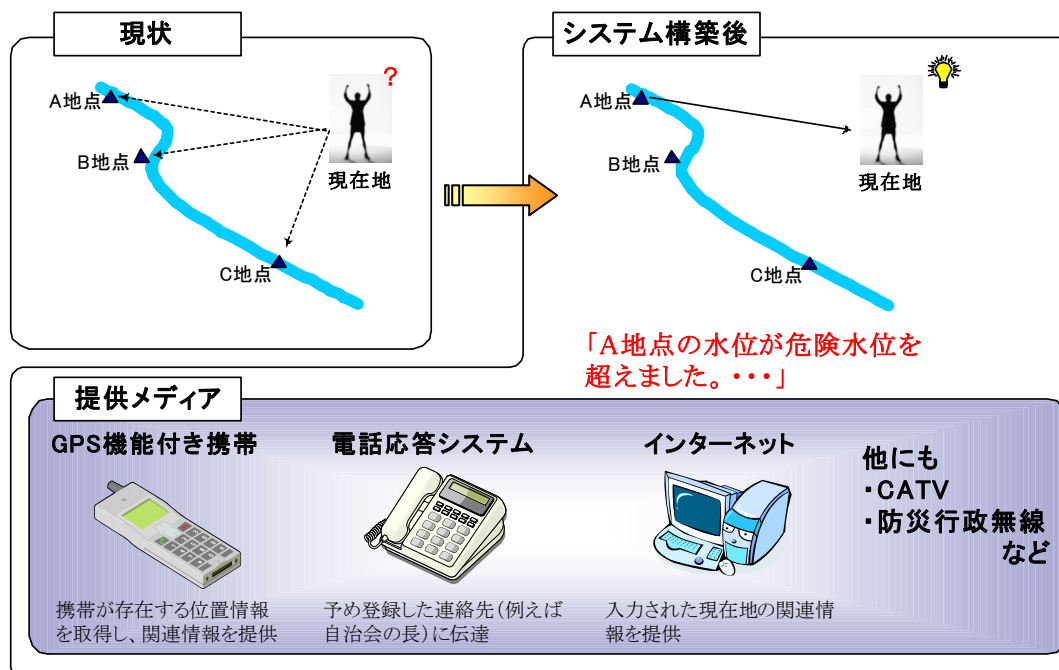 現状
?
A地点
B地点
現在地
C地点
システム構築後
A地点
B地点
現在地
C地点
「A地点の水位が危険水位を
超えました。・・・」
提供メディア
GPS機能付き携帯
携帯が存在する位置情報
を取得し、関連情報を提供
電話応答システム
予め登録した連絡先(例えば
自治会の長)に伝達
インターネット
入力された現在地の関連情
報を提供
他にも
・CATV
・防災行政無線
など